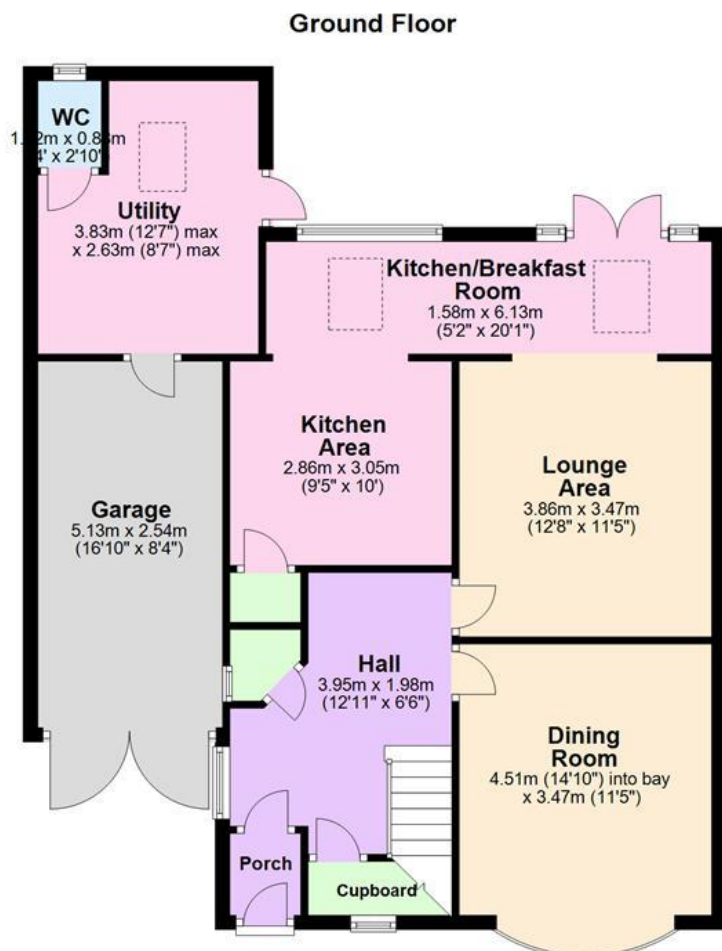 Ground Floor
WC
Utility
3.83m (12'7") max
x 2.63m (8'7") max
Kitchen/Breakfast
Room
1.58m x 6.13m
(5'2" x 20'1")
Kitchen
Area
2.86m x 3.05m
(9'5" x 10')
Lounge
Area
3.86m x 3.47m
(12'8" x 11'5")
Garage
5.13m x 2.54m
(16'10" x 8'4")
Hall
3.95m x 1.98m
(12'11" x 6'6")
Dining
Room
4.51m (14'10") into bay
x 3.47m (11'5")
Porch
Cupboard